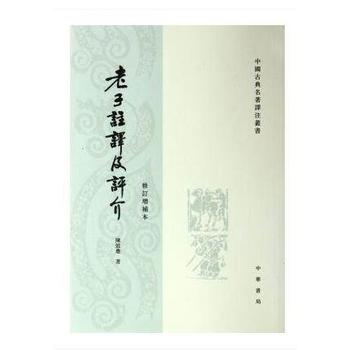 中國古典名著譯注叢書
老子註譯及評介
修訂增補本
陳鼓應 著
中華書局